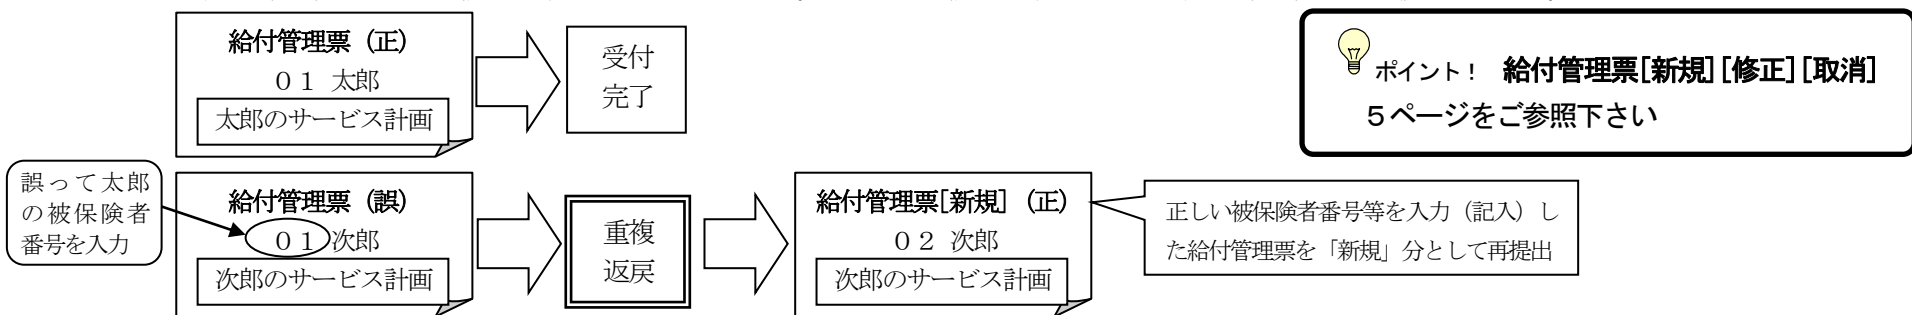 給付管理票（正）
０１ 太郎
太郎のサービス計画
受付
完了
ポイント！ 給付管理票[新規][修正][取消]
５ページをご参照下さい
誤って太郎
の被保険者
番号を入力
給付管理票（誤）
０１ 次郎
次郎のサービス計画
重複
返戻
給付管理票[新規]（正）
０２ 次郎
次郎のサービス計画
正しい被保険者番号等を入力（記入）し
た給付管理票を「新規」分として再提出